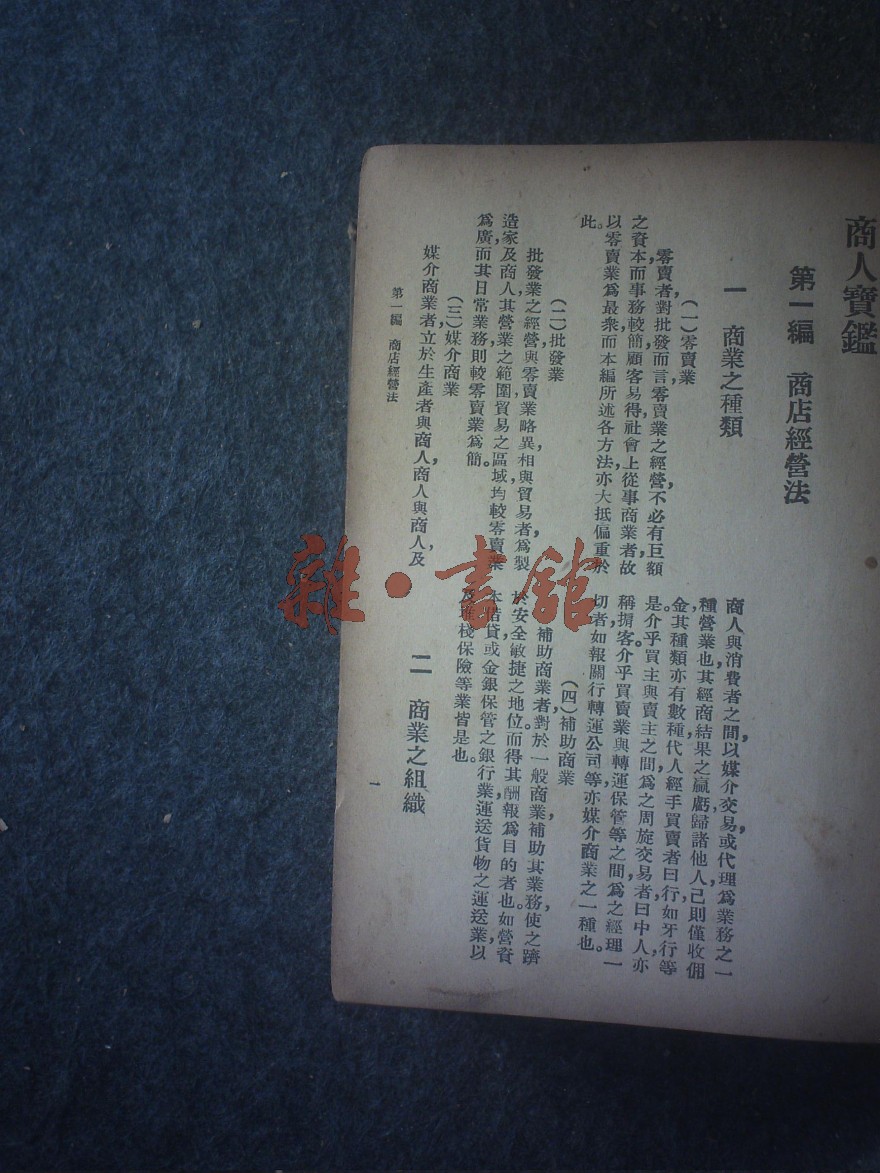 商人寶鑑
第一編 商店經營法
一 商業之種類
(一)零賣業
零賣者,對批發而言,零賣業之經營,不必有巨額
之資本,而事務較簡,顧客易得,社會上從事商業者,故
以零賣業爲最衆,而本編所述各方法,亦大抵偏重於
此。
(二)批發業
批發業之經營,與零賣業略異,相與貿易者,爲製
造家及商人,其營業之範圍,貿易之區域,均較零賣業
爲廣,而其日常業務,則較零賣業爲簡。
(三)媒介商業
媒介商業者,立於生產者與商人,商人與商人,及
商人與消費者之間,以媒介交易,或代理爲業務之一
種營業也,其經商結果之贏虧,歸諸他人,己則僅收佣
金,其種類亦有數種,代人經手買賣者曰行,如牙行等
是。介乎買主與賣主之間,爲之周旋交易者曰中人,亦
稱掮客。介乎買賣業與轉運保管等之間,爲之經理一
切者,如報關行轉運公司等,亦媒介商業之一種也。
(四)補助商業
補助商業者,對於一般商業,補助其業務,使之躋
於安全敏捷之地位。而得其酬報爲目的者也。如營資
本借貸或金銀保管之銀行業,運送貨物之運送業,以
及堆棧保險等業皆是也。
二 商業之組織
第一編 商店經營法
一
雜·書館